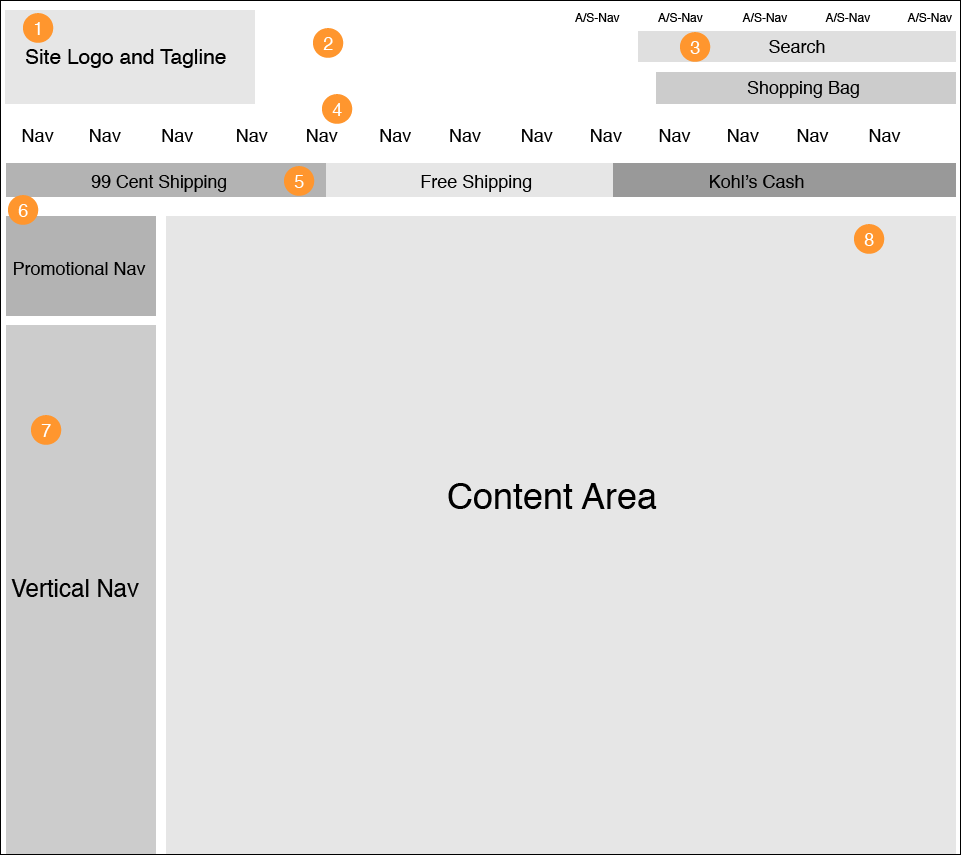 A/S-Nav A/S-Nav A/S-Nav A/S-Nav A/S-Nav
1
Site Logo and Tagline
2
3 Search
Shopping Bag
4
Nav Nav Nav Nav Nav Nav Nav Nav Nav Nav Nav Nav Nav
99 Cent Shipping 5 Free Shipping Kohl's Cash
6
8
Promotional Nav
7
Content Area
Vertical Nav